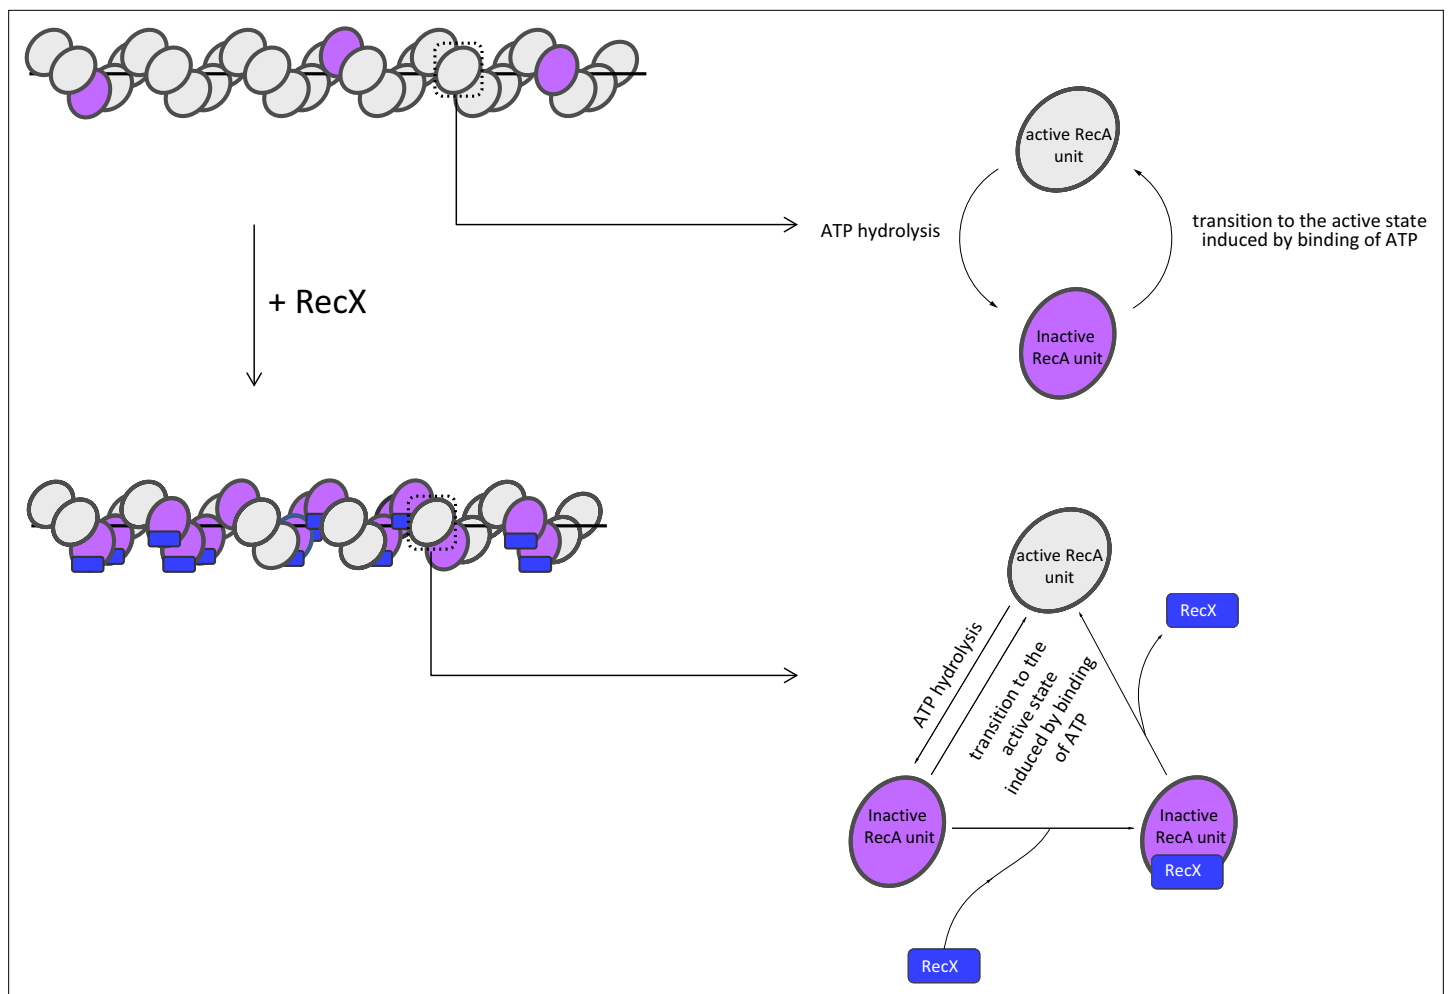 active RecA
unit
ATP hydrolysis
transition to the active state
induced by binding of ATP
+ RecX
Inactive
RecA unit
active RecA
unit
RecX
ATP hydrolysis
transition to the
active state
induced by binding
of ATP
Inactive
RecA unit
Inactive
RecA unit
RecX
RecX